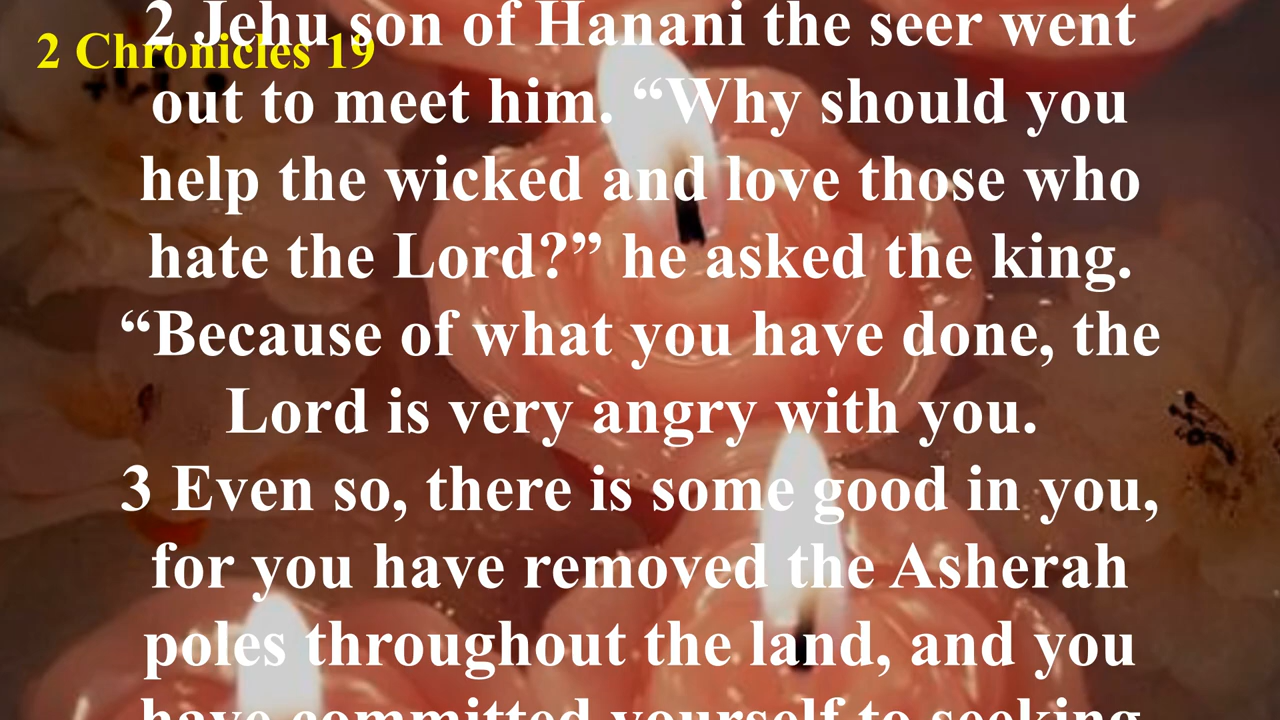 2 Chronicles 19
2 Jehu son of Hanani the seer went
out to meet him. “Why should you
help the wicked and love those who
hate the Lord?” he asked the king.
“Because of what you have done, the
Lord is very angry with you.
3 Even so, there is some good in you,
for you have removed the Asherah
poles throughout the land, and you
have committed yourself to seeking